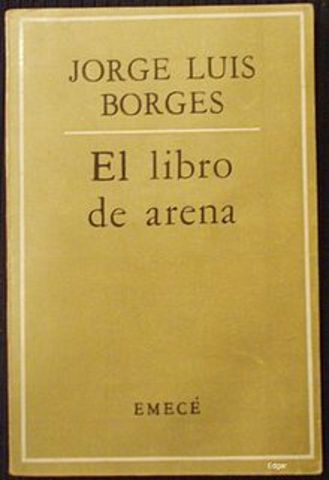 JORGE LUIS
BORGES
El libro
de arena
EMECÉ
Edgar